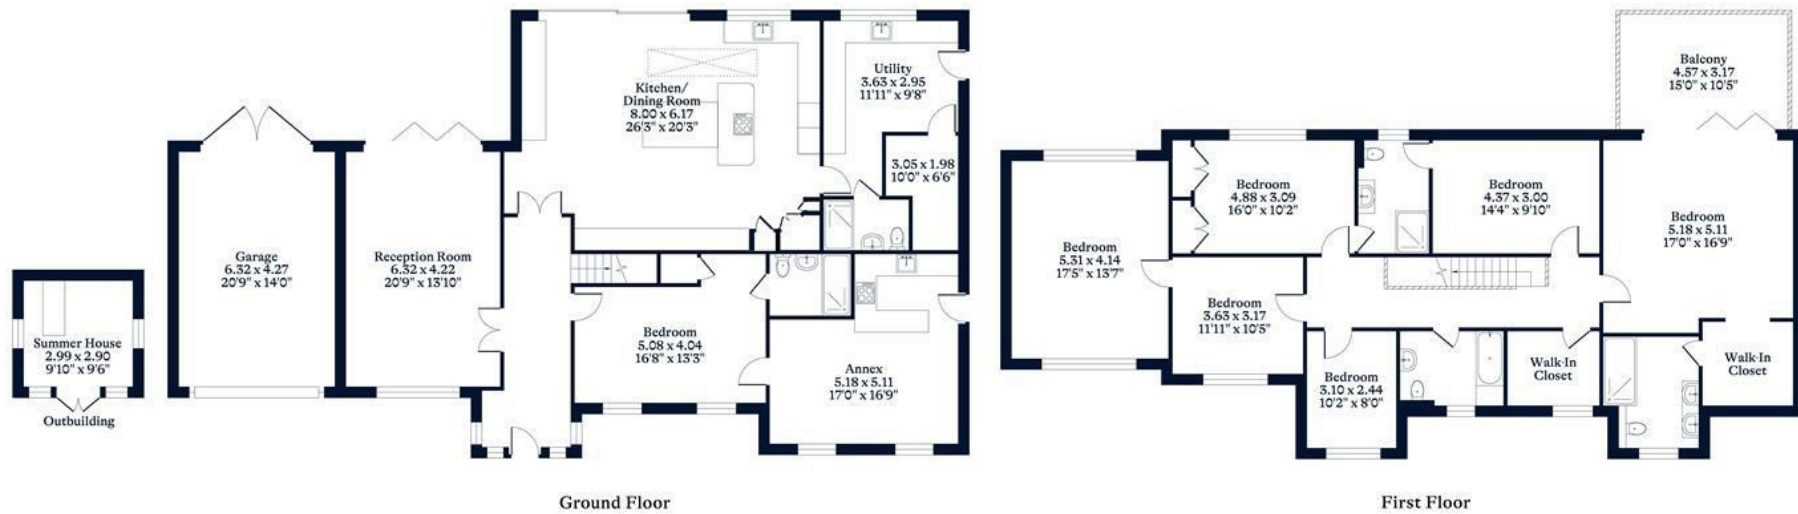 Summer House
2.99 x 2.90
9'10" x 9'6"
Outbuilding
Garage
6.32 x 4.27
20'9" x 14'0"
Reception Room
6.32 x 4.22
20'9" x 13'10"
Kitchen/
Dining Room
8.00 x 6.17
26'3" x 20'3"
Utility
3.63 x 2.95
11'11" x 9'8"
3.05 x 1.98
10'0" x 6'6"
Bedroom
5.08 x 4.04
16'8" x 13'3"
Annex
5.18 x 5.11
17'0" x 16'9"
Ground Floor
Bedroom
5.31 x 4.14
17'5" x 13'7"
Bedroom
4.88 x 3.09
16'0" x 10'2"
Bedroom
4.37 x 3.00
14'4" x 9'10"
Balcony
4.57 x 3.17
15'0" x 10'5"
Bedroom
5.18 x 5.11
17'0" x 16'9"
Bedroom
3.63 x 3.17
11'11" x 10'5"
Bedroom
3.10 x 2.44
10'2" x 8'0"
Walk-In
Closet
Walk-In
Closet
First Floor